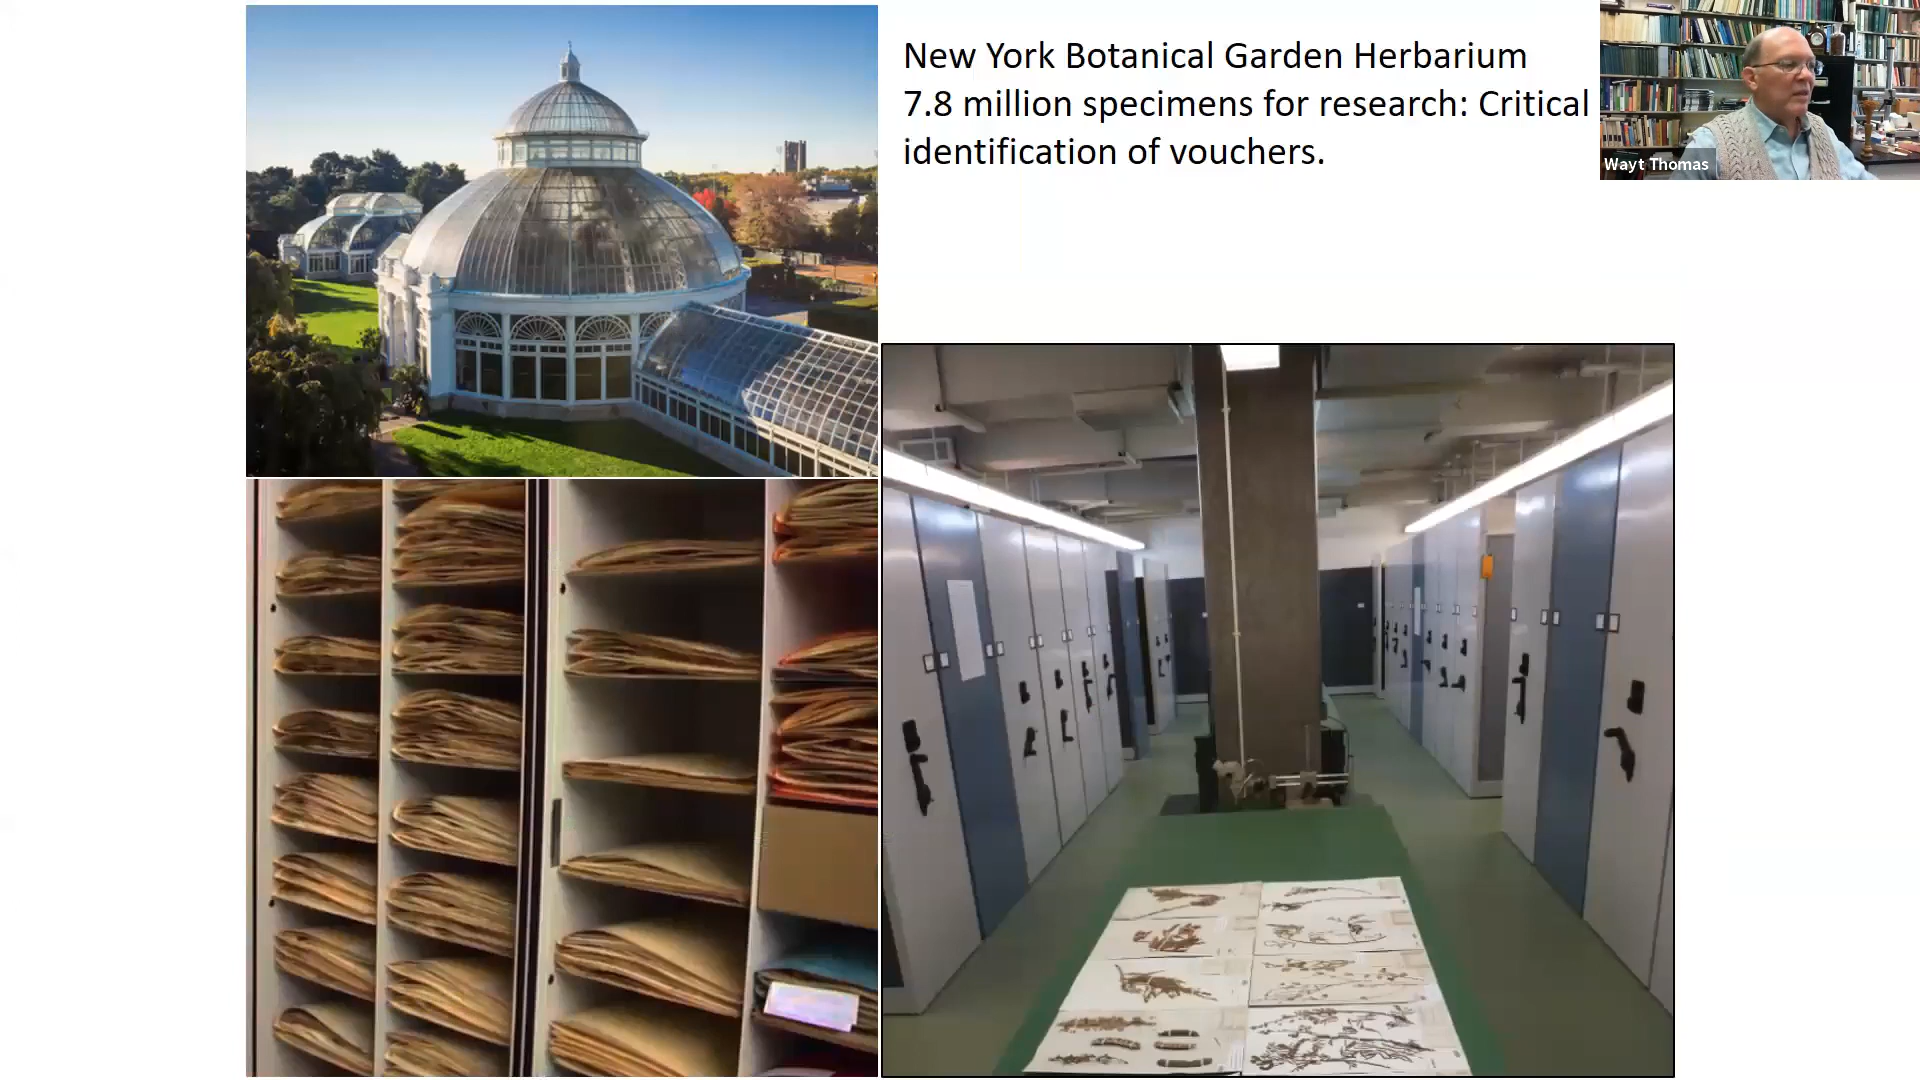 New York Botanical Garden Herbarium
7.8 million specimens for research: Critical
identification of vouchers.
Wayt Thomas